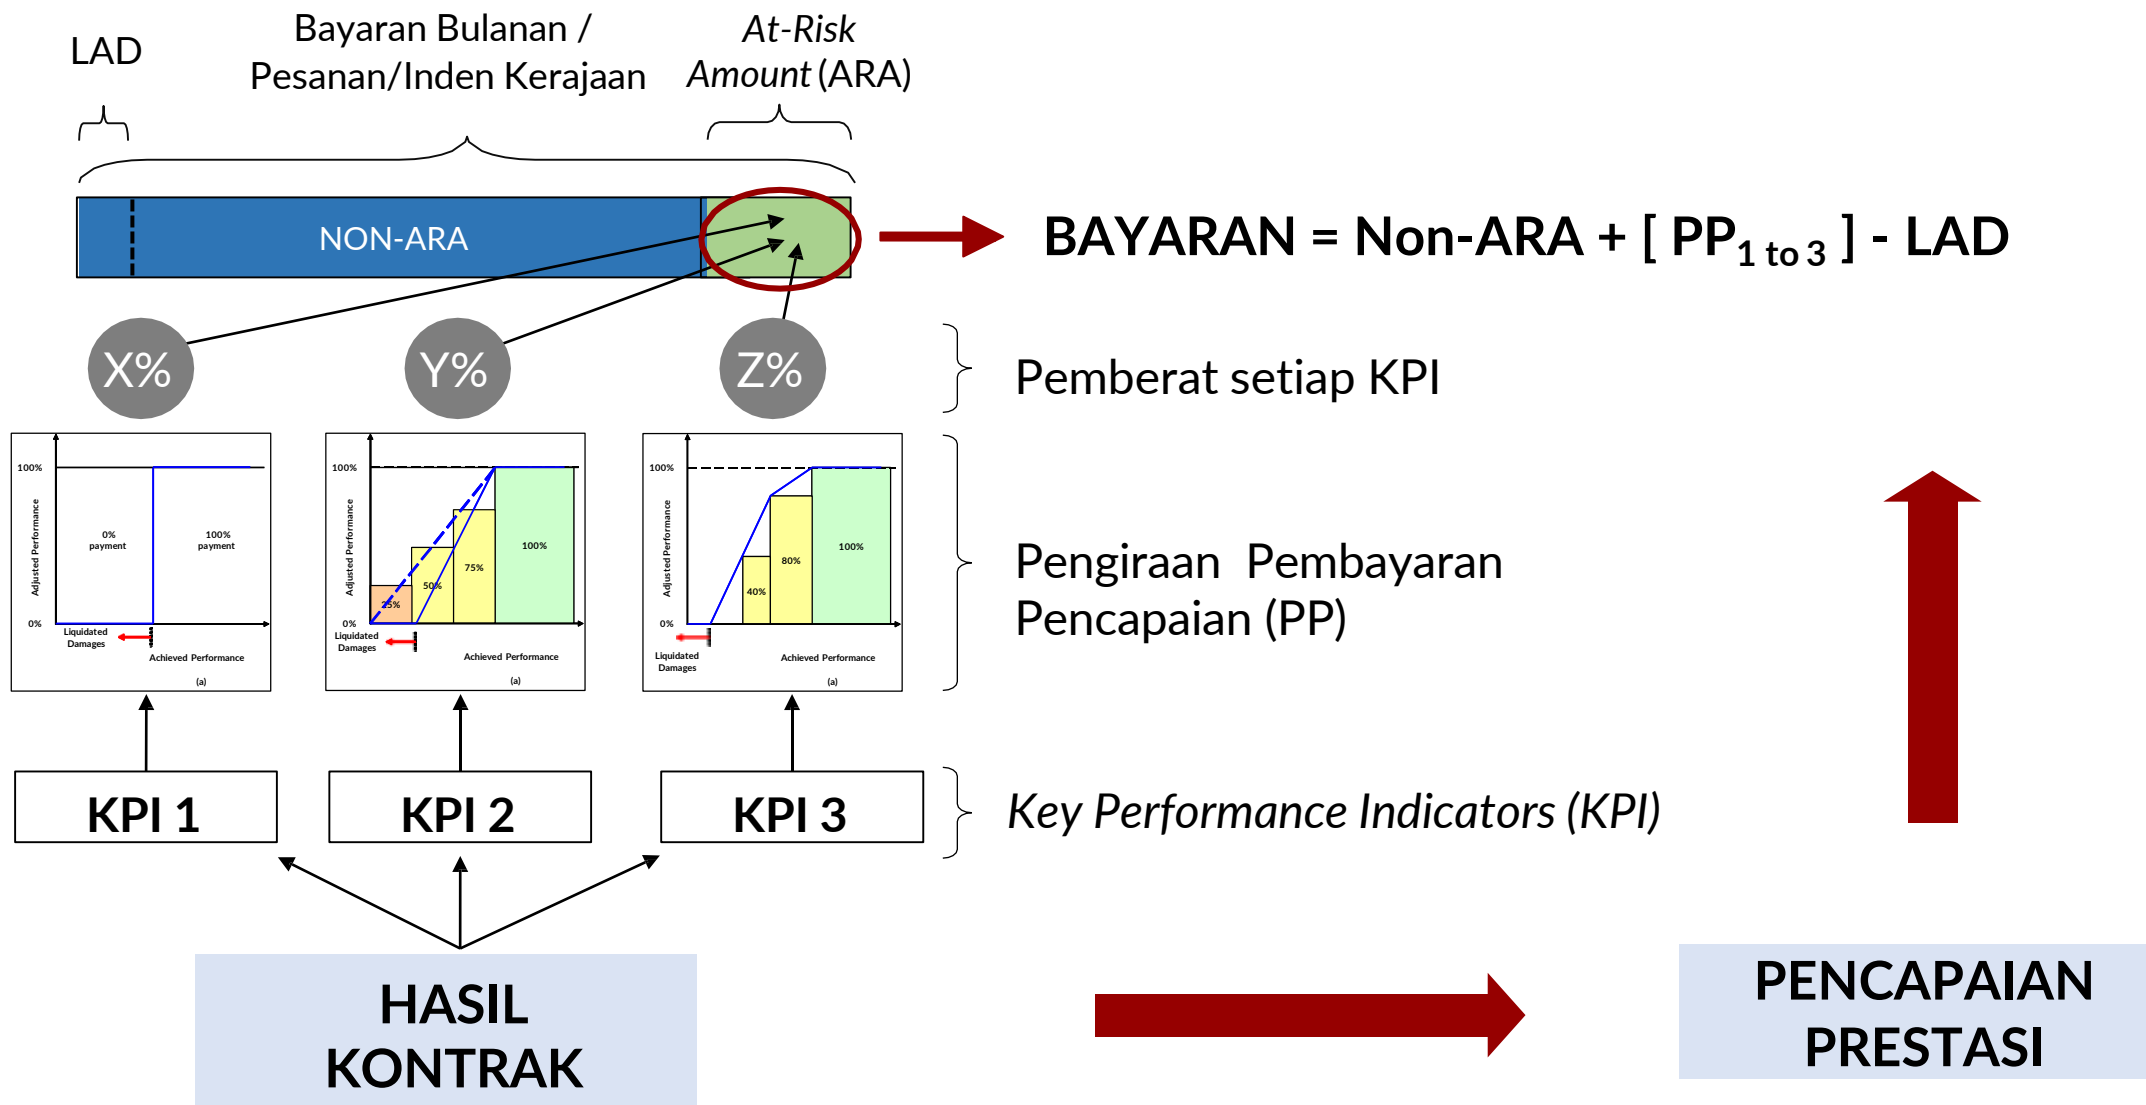 LAD
Bayaran Bulanan /
Pesanan/Inden Kerajaan
At-Risk
Amount (ARA)
NON-ARA
BAYARAN = Non-ARA + [ PP1 to 3 ] - LAD
X%
Y%
Z%
Pemberat setiap KPI
100%
Adjusted Performance
0%
payment
100%
payment
0%
Liquidated
Damages
Achieved Performance
(a)
100%
Adjusted Performance
25%
50%
75%
100%
0%
Liquidated
Damages
Achieved Performance
(a)
100%
Adjusted Performance
40%
80%
100%
0%
Liquidated
Damages
Achieved Performance
(a)
Pengiraan Pembayaran
Pencapaian (PP)
KPI 1
KPI 2
KPI 3
Key Performance Indicators (KPI)
HASIL
KONTRAK
PENCAPAIAN
PRESTASI